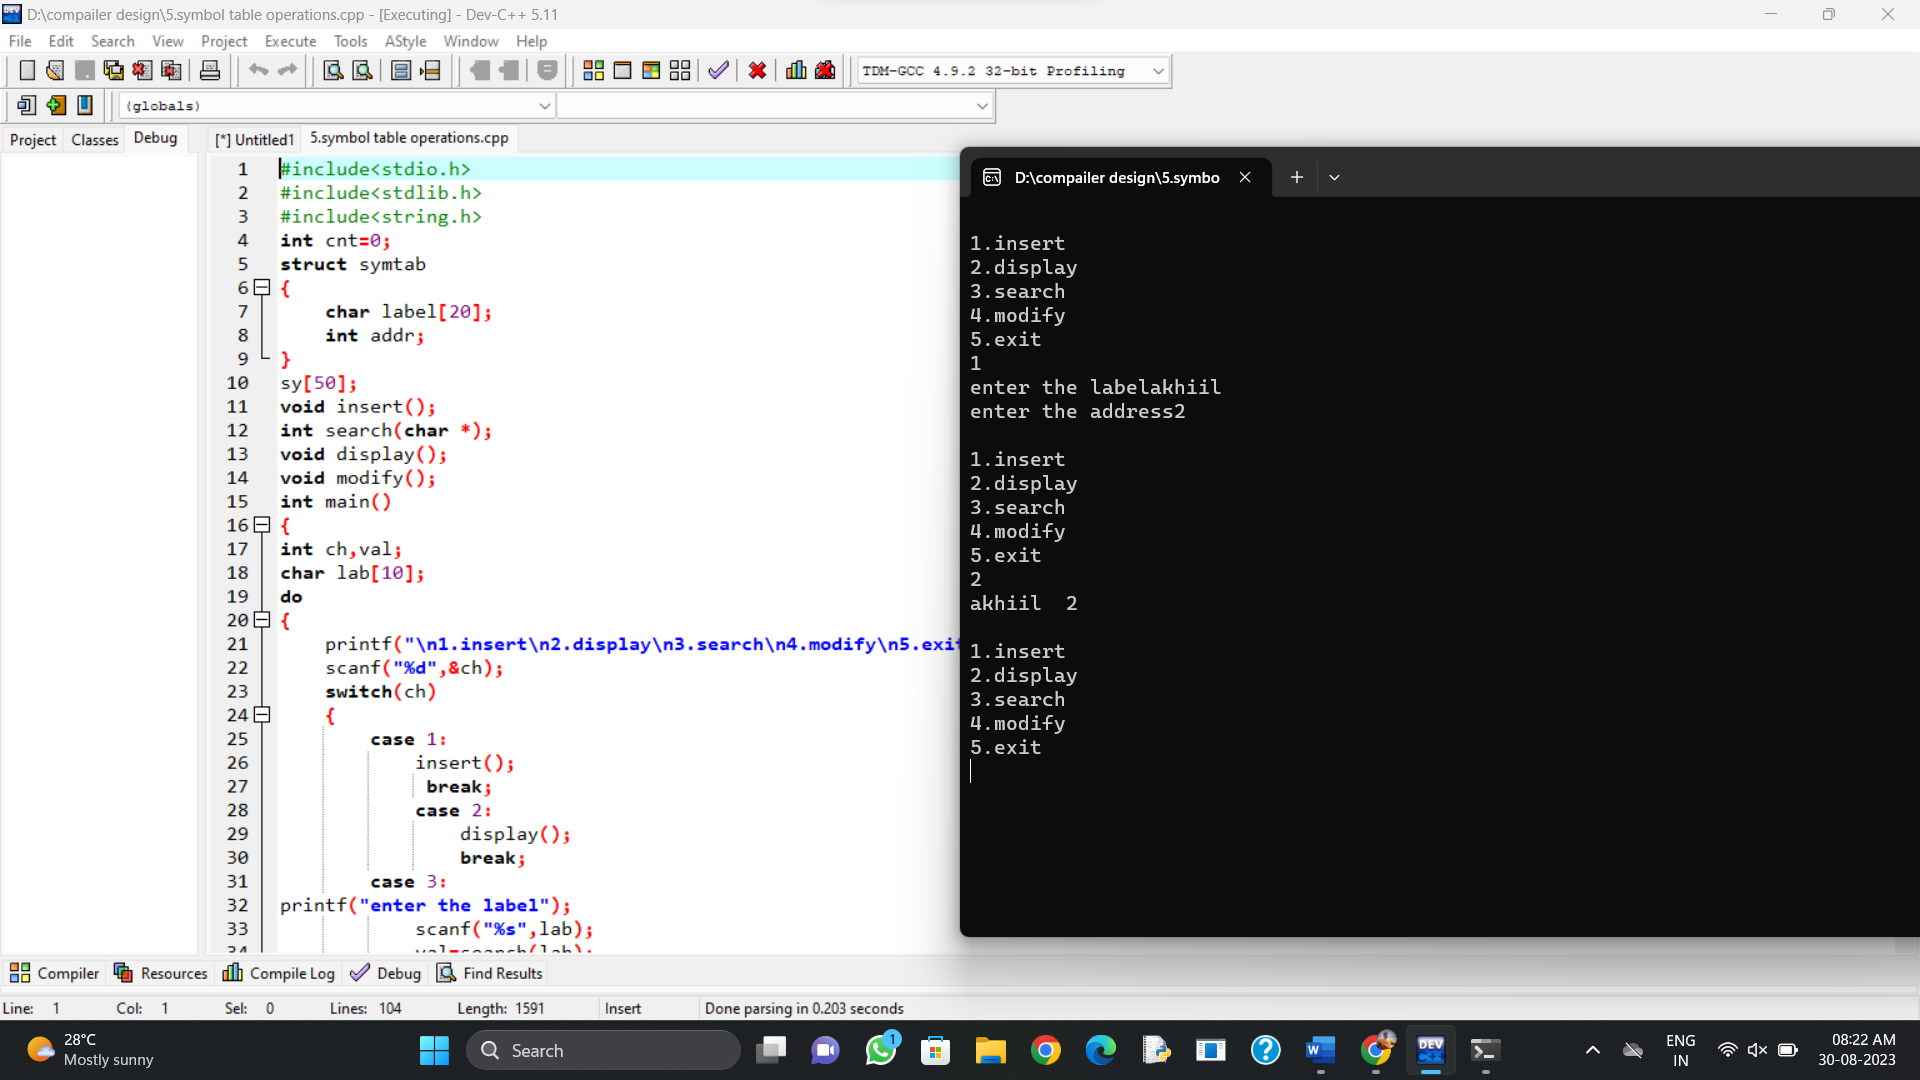 D:\compailer design\5.symbol table operations.cpp - [Executing] - Dev-C++ 5.11
File Edit Search View Project Execute Tools AStyle Window Help
TDM-GCC 4.9.2 32-bit Profiling
(globals)
Project Classes Debug
[*] Untitled1 5.symbol table operations.cpp
1 #include<stdio.h>
2 #include<stdlib.h>
3 #include<string.h>
4 int cnt=0;
5 struct symtab
6 {
7 char label[20];
8 int addr;
9 }
10 sy[50];
11 void insert();
12 int search(char *);
13 void display();
14 void modify();
15 int main()
16 {
17 int ch,val;
18 char lab[10];
19 do
20 {
21 printf("\n1.insert\n2.display\n3.search\n4.modify\n5.exit
22 scanf("%d",&ch);
23 switch(ch)
24 {
25 case 1:
26 insert();
27 break;
28 case 2:
29 display();
30 break;
31 case 3:
32 printf("enter the label");
33 scanf("%s",lab);
34 val=search(lab);
D:\compailer design\5.symbo
1.insert
2.display
3.search
4.modify
5.exit
1
enter the labelakhiil
enter the address2
1.insert
2.display
3.search
4.modify
5.exit
2
akhiil 2
1.insert
2.display
3.search
4.modify
5.exit
Compiler Resources Compile Log Debug Find Results
Line: 1 Col: 1 Sel: 0 Lines: 104 Length: 1591 Insert Done parsing in 0.203 seconds
28°C
Mostly sunny
Search
1
DEV
C++
ENG
IN
08:22 AM
30-08-2023